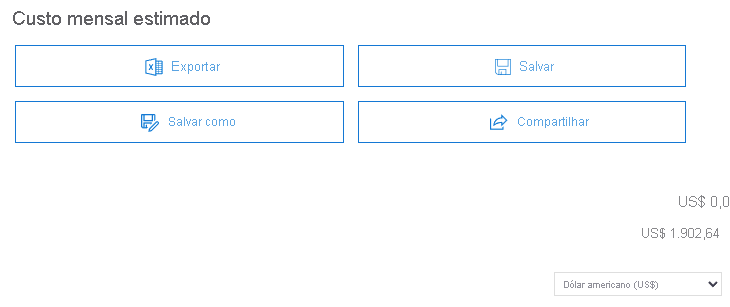 Custo mensal estimado
Exportar
Salvar
Salvar como
Compartilhar
US$ 0,0
US$ 1.902,64
Dólar americano (US$)